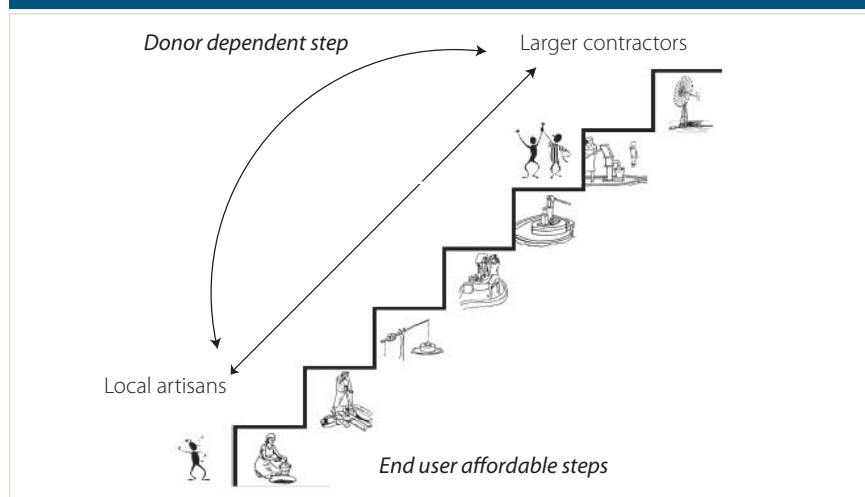 Donor dependent step
Larger contractors
Local artisans
End user affordable steps